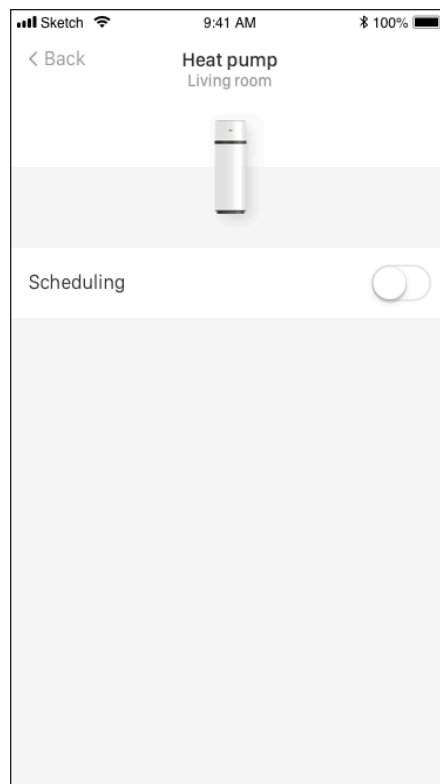 Sketch 9:41 AM 100%
< Back
Heat pump
Living room
Scheduling